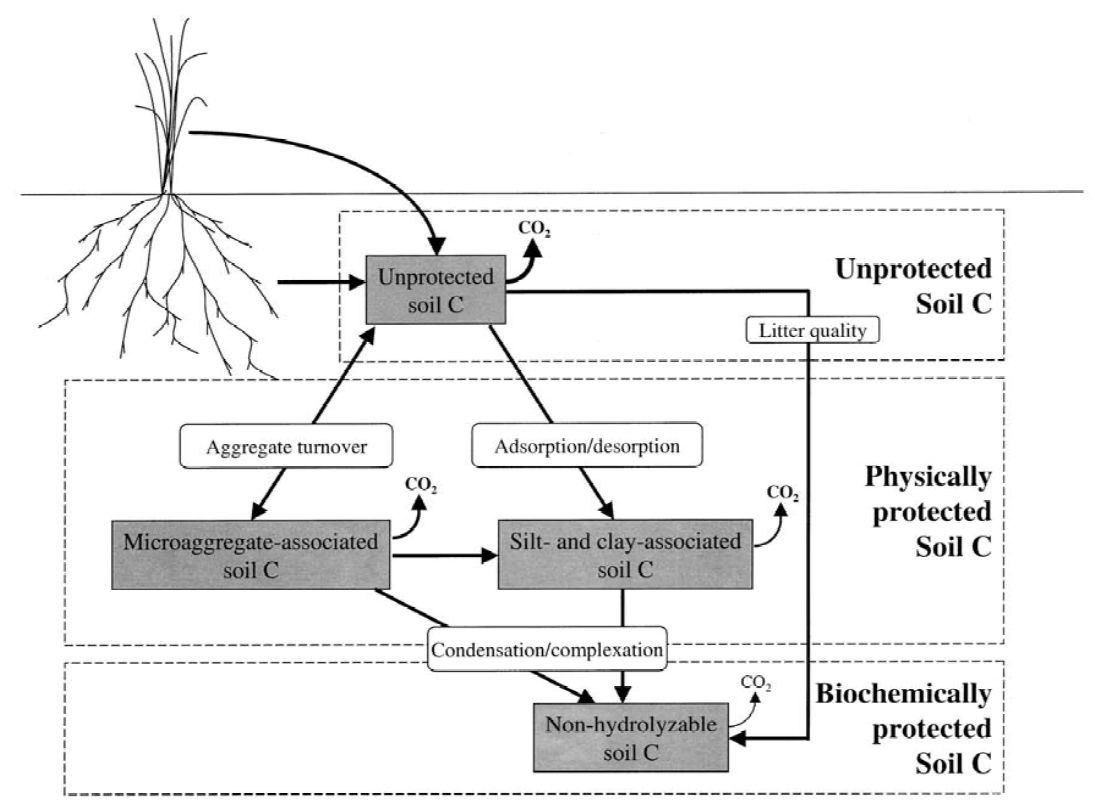 CO2
Unprotected
soil C
Unprotected
Soil C
Litter quality
Aggregate turnover
Adsorption/desorption
Physically
protected
Soil C
CO2
CO2
Microaggregate-associated
soil C
Silt- and clay-associated
soil C
Condensation/complexation
Biochemically
protected
Soil C
CO2
Non-hydrolyzable
soil C